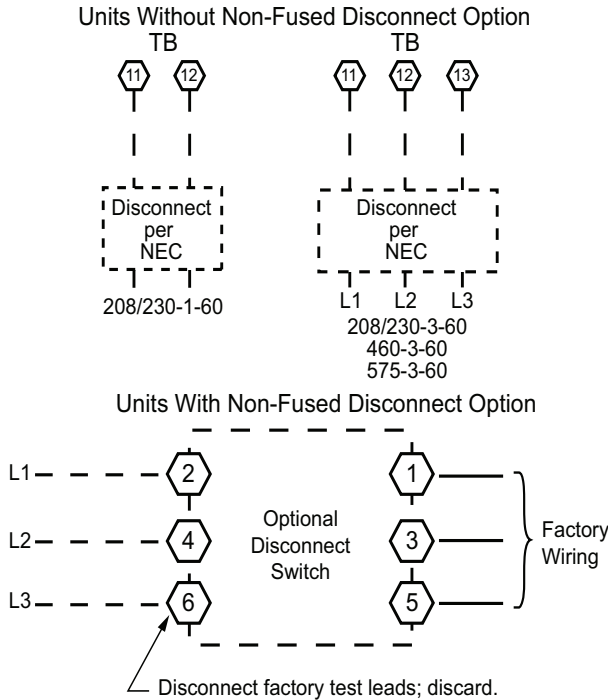 Units Without Non-Fused Disconnect Option
TB TB
11 12 11 12 13
Disconnect
per
NEC
Disconnect
per
NEC
208/230-1-60
L1 L2 L3
208/230-3-60
460-3-60
575-3-60
Units With Non-Fused Disconnect Option
L1 2 1
L2 4 3
L3 6 5
Optional
Disconnect
Switch
Factory
Wiring
Disconnect factory test leads; discard.